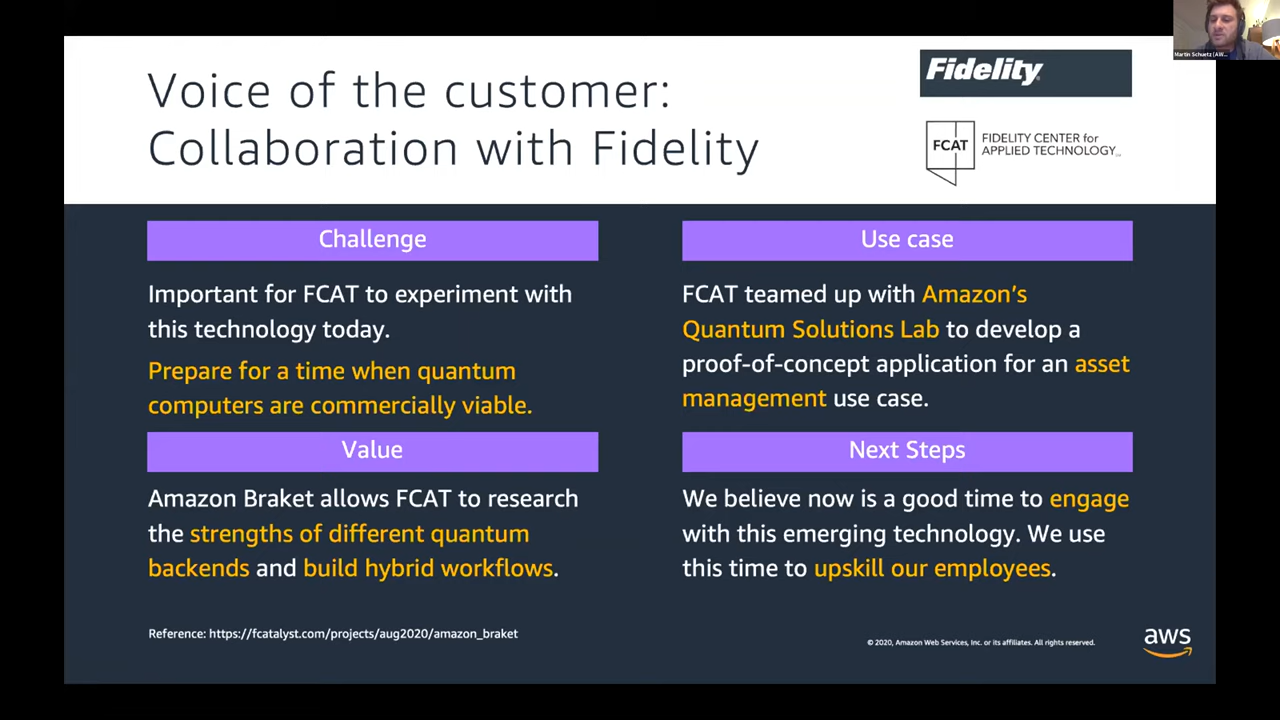 Martin Schuetz (AW...
Voice of the customer:
Collaboration with Fidelity
Fidelity
FCAT
FIDELITY CENTER for
APPLIED TECHNOLOGY
Challenge
Important for FCAT to experiment with
this technology today.
Prepare for a time when quantum
computers are commercially viable.
Use case
FCAT teamed up with Amazon's
Quantum Solutions Lab to develop a
proof-of-concept application for an asset
management use case.
Value
Amazon Braket allows FCAT to research
the strengths of different quantum
backends and build hybrid workflows.
Next Steps
We believe now is a good time to engage
with this emerging technology. We use
this time to upskill our employees.
Reference: https://fcatalyst.com/projects/aug2020/amazon_braket
© 2020, Amazon Web Services, Inc. or its affiliates. All rights reserved.
aws